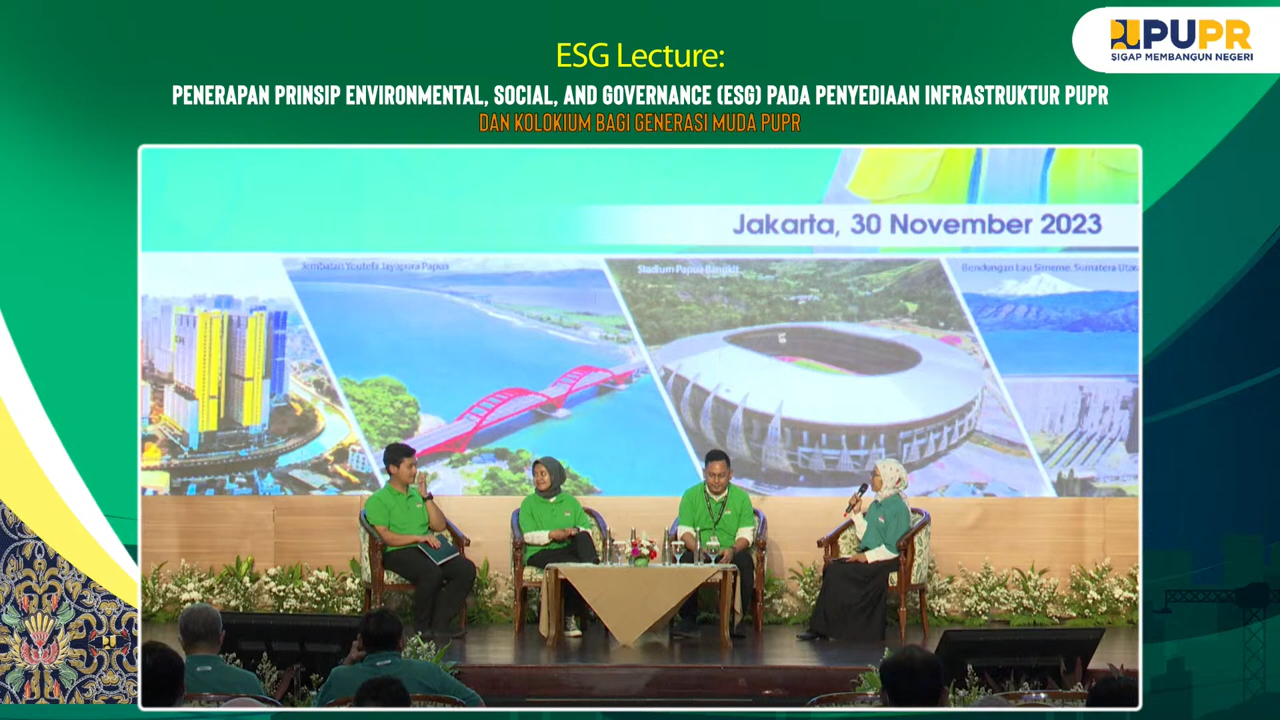 ESG Lecture:
PENERAPAN PRINSIP ENVIRONMENTAL, SOCIAL, AND GOVERNANCE (ESG) PADA PENYEDIAAN INFRASTRUKTUR PUPR
DAN KOLOKIUM BAGI GENERASI MUDA PUPR
PUPR
SIGAP MEMBANGUN NEGERI
Jakarta, 30 November 2023
Jembatan Youtefa Jayapura Papua
Stadium Papua Bangkit
Bendungan Lau Simeme, Sumatera Utara